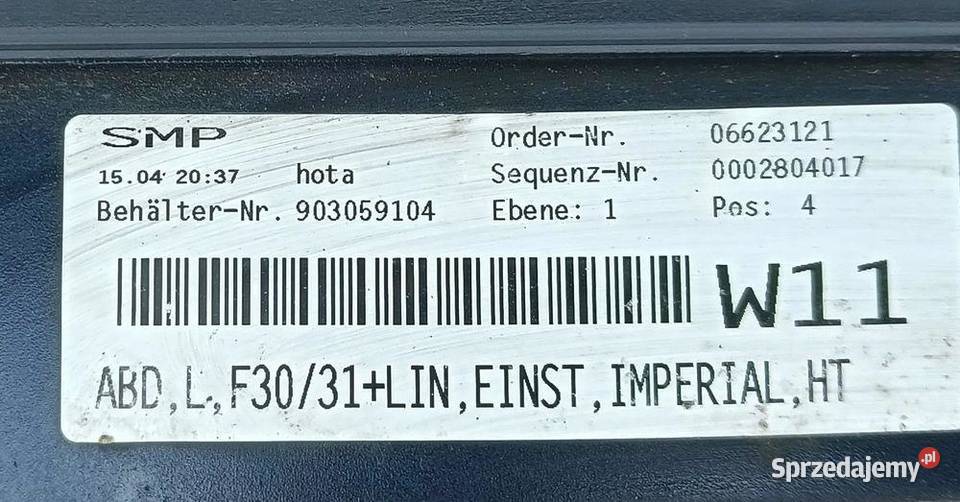 SMP Order-Nr. 06623121
15.04 20:37 hota Sequenz-Nr. 0002804017
Behälter-Nr. 903059104 Ebene: 1 Pos: 4
W11
ABD,L,F30/31+LIN,EINST,IMPERIAL,HT
Sprzedajemy.pl